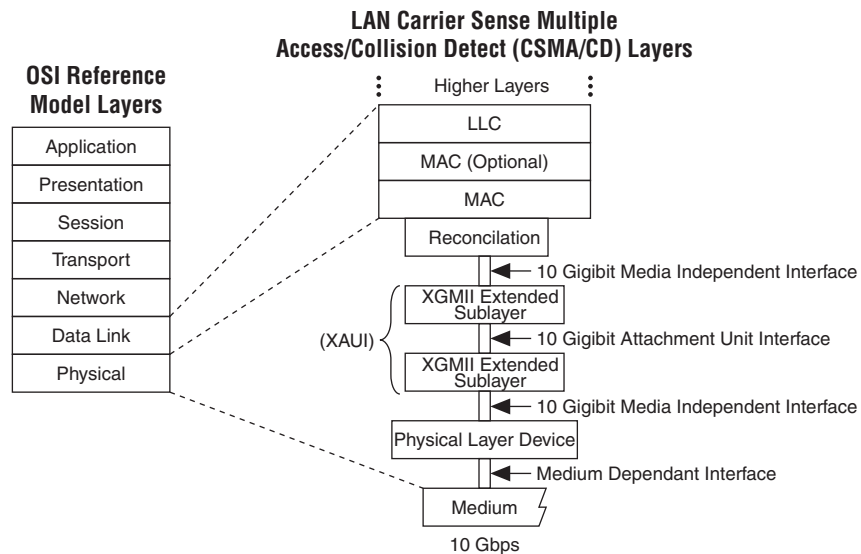 LAN Carrier Sense Multiple
Access/Collision Detect (CSMA/CD) Layers
OSI Reference
Model Layers
Application
Presentation
Session
Transport
Network
Data Link
Physical
Higher Layers
LLC
MAC (Optional)
MAC
Reconcilation
10 Gigibit Media Independent Interface
XGMII Extended
Sublayer
(XAUI)
10 Gigibit Attachment Unit Interface
XGMII Extended
Sublayer
10 Gigibit Media Independent Interface
Physical Layer Device
Medium Dependant Interface
Medium
10 Gbps